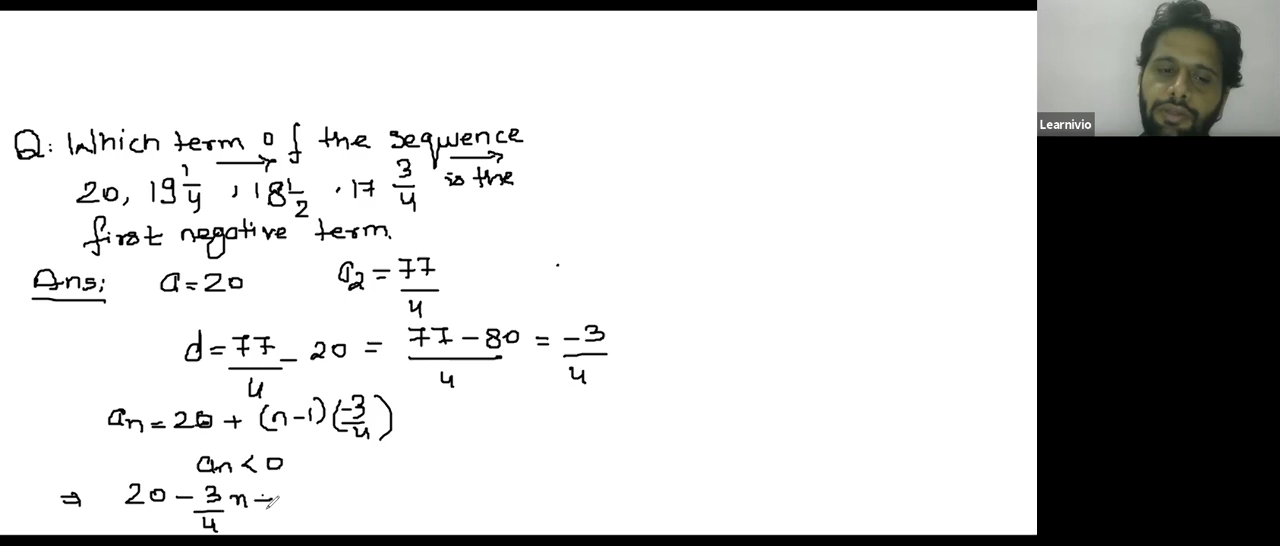 Q: Which term of the sequence
20, 19 1/4, 18 1/2, 17 3/4 is the
first negative term.
Ans: a = 20 a₂ = 77/4
d = 77/4 - 20 = (77 - 80)/4 = -3/4
an = 20 + (n-1)(-3/4)
an < 0
⇒ 20 - 3/4 n
Learnivio